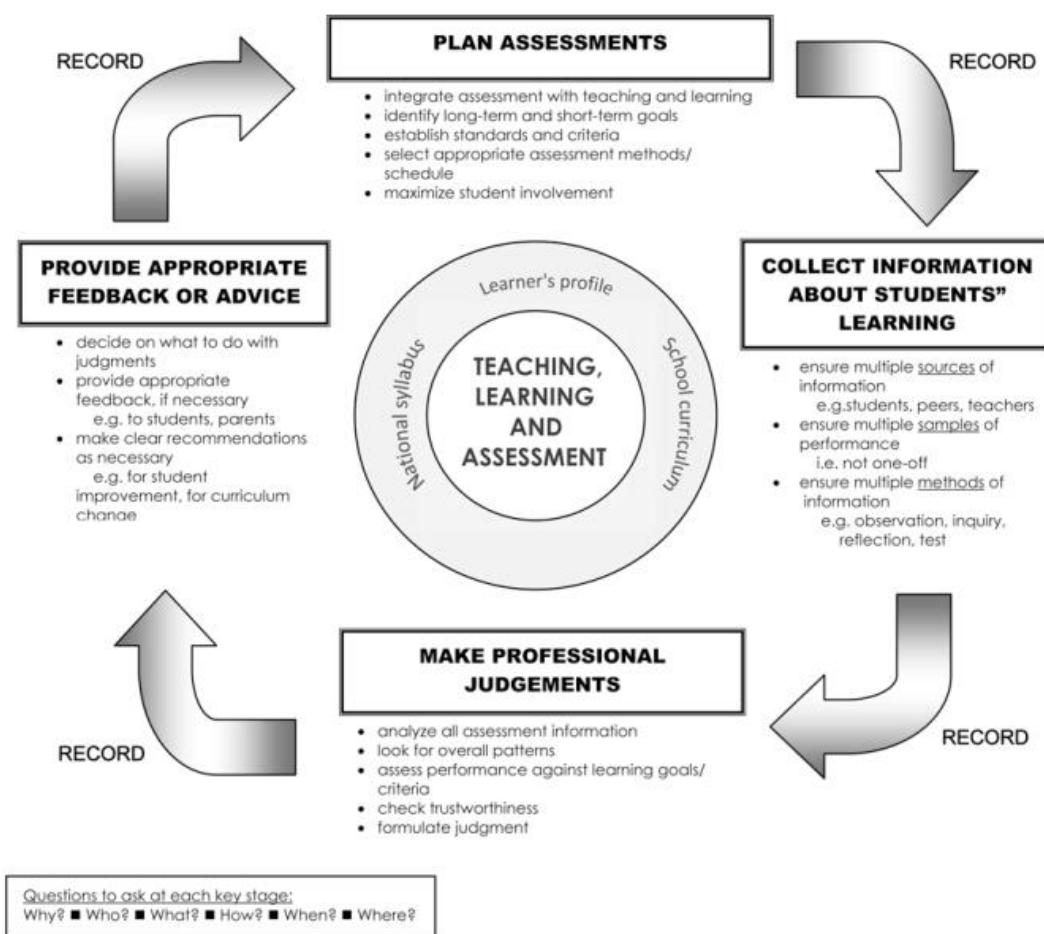 RECORD
PLAN ASSESSMENTS
RECORD
• integrate assessment with teaching and learning
• identify long-term and short-term goals
• establish standards and criteria
• select appropriate assessment methods/
schedule
• maximize student involvement
PROVIDE APPROPRIATE
FEEDBACK OR ADVICE
• decide on what to do with
judgments
• provide appropriate
feedback, if necessary
e.g. to students, parents
• make clear recommendations
as necessary
e.g. for student
improvement, for curriculum
change
Learner's profile
National syllabus
School curriculum
TEACHING,
LEARNING
AND
ASSESSMENT
COLLECT INFORMATION
ABOUT STUDENTS”
LEARNING
• ensure multiple sources of
information
e.g.students, peers, teachers
• ensure multiple samples of
performance
i.e. not one-off
• ensure multiple methods of
information
e.g. observation, inquiry,
reflection, test
MAKE PROFESSIONAL
JUDGEMENTS
RECORD
RECORD
• analyze all assessment information
• look for overall patterns
• assess performance against learning goals/
criteria
• check trustworthiness
• formulate judgment
Questions to ask at each key stage:
Why? ■ Who? ■ What? ■ How? ■ When? ■ Where?